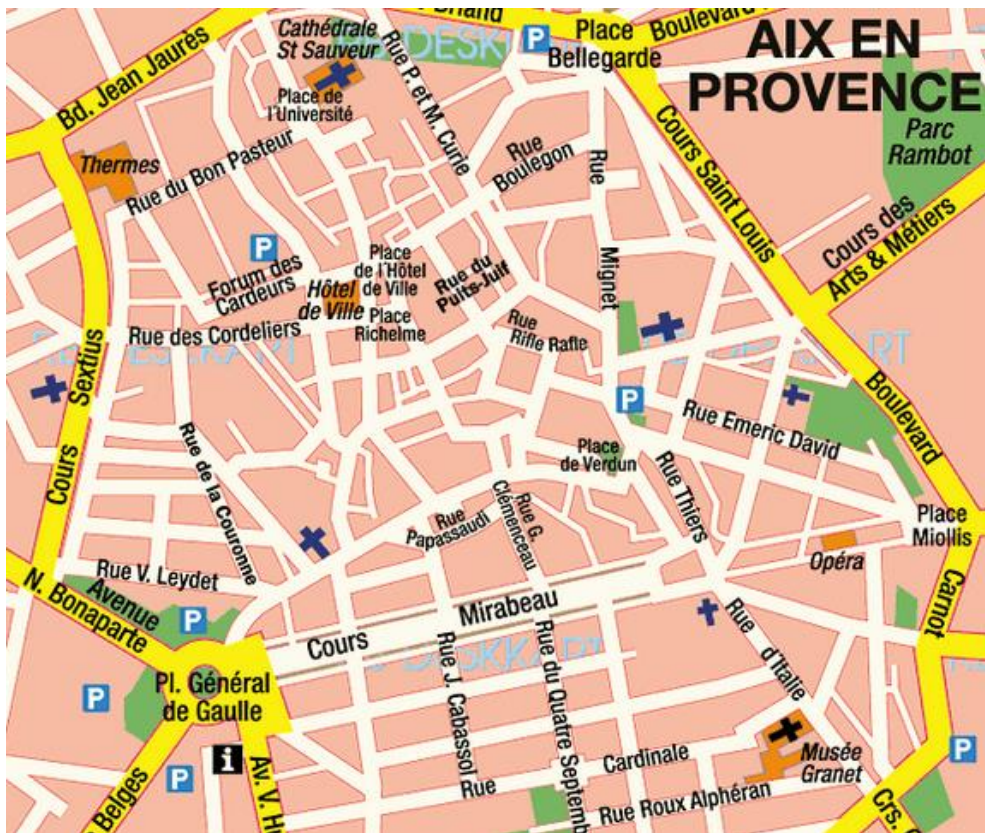 Briand
Place
Bellegarde
Boulevard
AIX EN
PROVENCE
Cathédrale
St Sauveur
Rue P. et M. Curie
Bd. Jean Jaurès
Place de
l'Université
Parc
Rambot
Thermes
Rue du Bon Pasteur
Rue
Boulegon
Rue
Mignet
Cours Saint Louis
Cours des
Arts & Métiers
P
P
Forum des
Cardeurs
Place
de l'Hôtel
de Ville
Hôtel
de Ville
Rue du
Puits-Juif
Place
Richelme
Rue des Cordeliers
Rue
Rifle Rafle
Cours
Sextius
Boulevard
P
Rue Emeric David
Rue de la Couronne
Place
de Verdun
Rue Thiers
Rue
Papassaudi
Rue G.
Clémenceau
Place
Miollis
Opéra
Carnot
Rue V. Leydet
Avenue
N. Bonaparte
P
Cours
Mirabeau
Rue
d'Italie
Pl. Général
de Gaulle
P
Rue J. Cabassol
Rue du Quatre Septemb
Rue
Cardinale
Musée
Granet
P
P
i
Belges
Av. V. Hu
Rue Roux Alphéran
Crs.